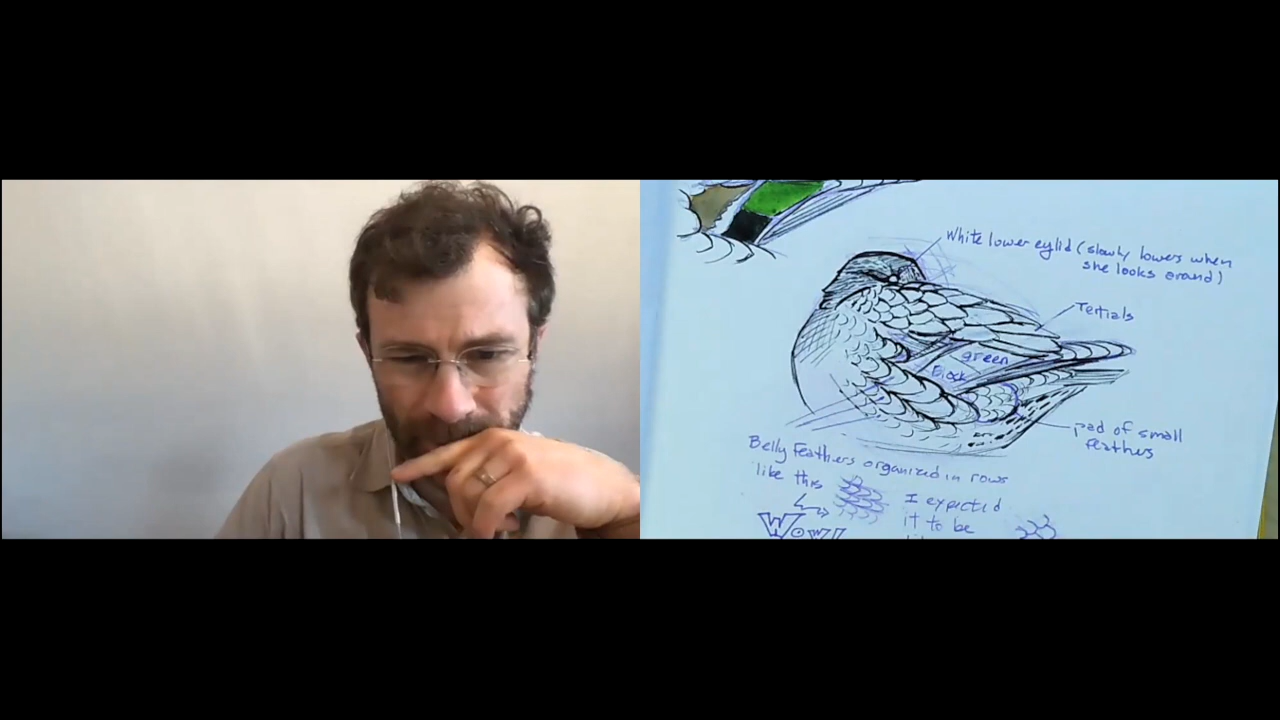 White lower eylid (slowly lowers when
she looks around)
Tertials
green
Black
pad of small
feathers
Belly Feathers organized in rows
like this
I expected
it to be
WOW!